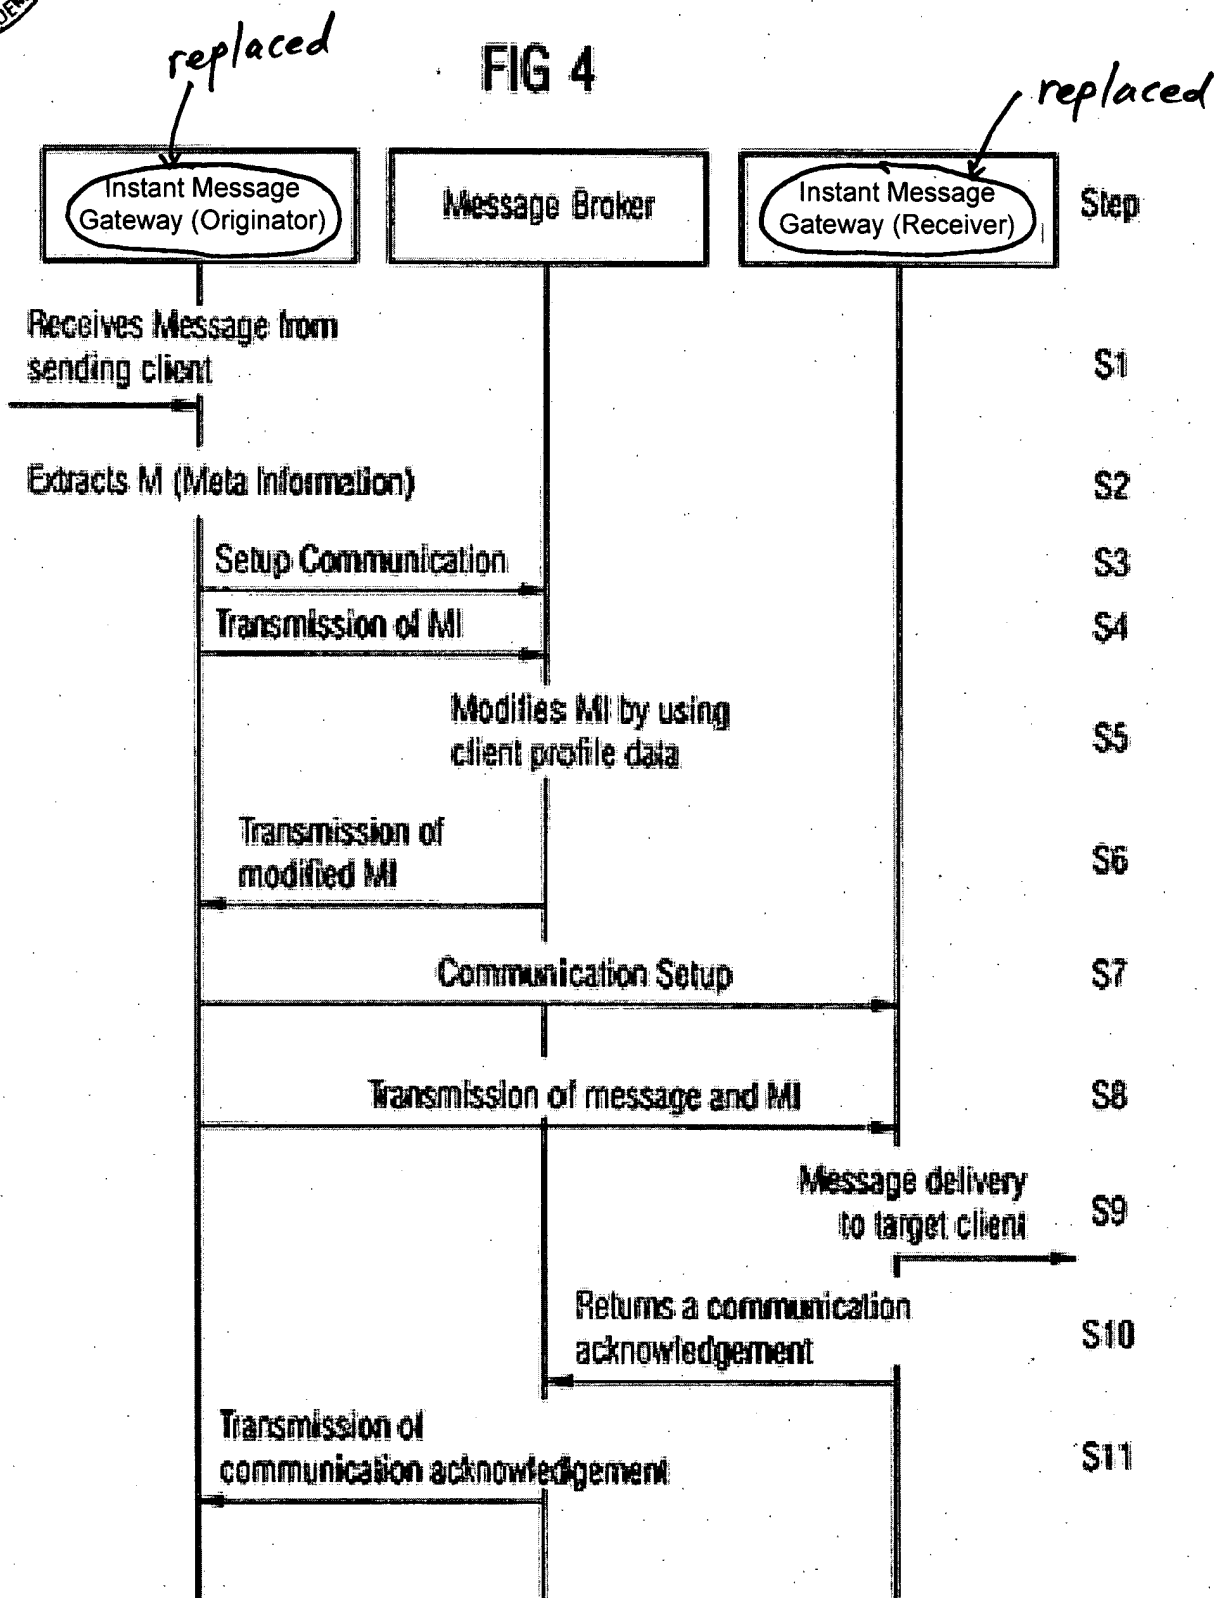 replaced
FIG 4
replaced
Instant Message
Gateway (Originator)
Message Broker
Instant Message
Gateway (Receiver)
Step
Receives Message from
sending client
S1
Extracts M (Meta Information)
S2
Setup Communication
S3
Transmission of MI
S4
Modifies MI by using
client profile data
S5
Transmission of
modified MI
S6
Communication Setup
S7
Transmission of message and MI
S8
Message delivery
to target client
S9
Returns a communication
acknowledgement
S10
Transmission of
communication acknowledgement
S11